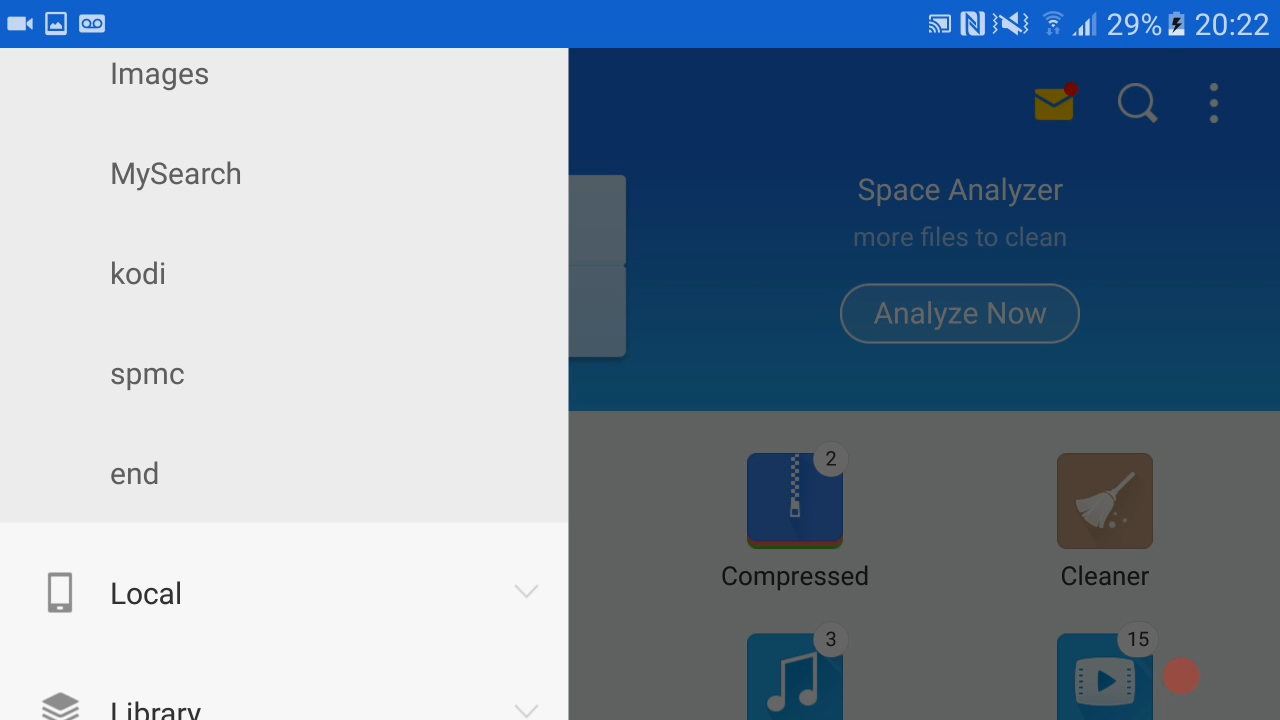 29% 20:22
Images
MySearch
kodi
spmc
end
Local
Library
Space Analyzer
more files to clean
Analyze Now
2
Compressed
Cleaner
3
15